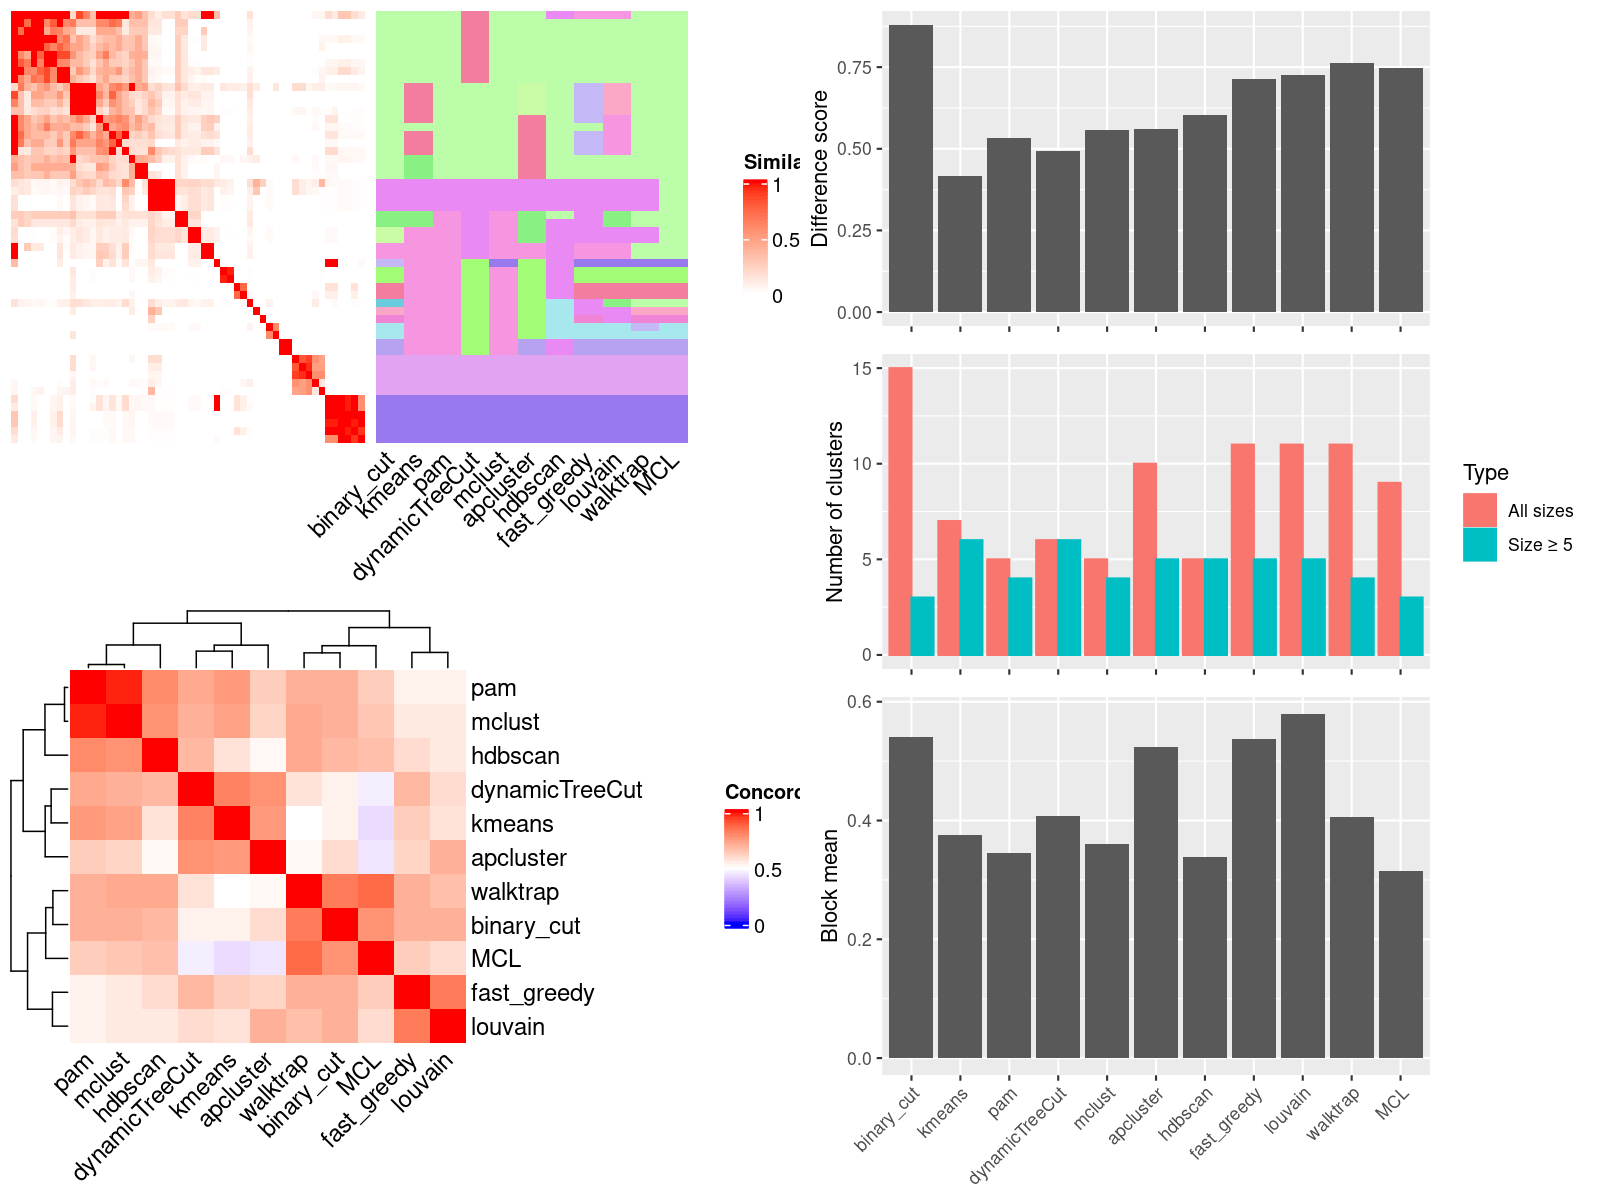 Simila
1
0.5
0
binary_cut
kmeans
pam
dynamicTreeCut
mclust
apcluster
hdbscan
fast_greedy
louvain
walktrap
MCL
Difference score
0.75
0.50
0.25
0.00
Number of clusters
15
10
5
0
Type
All sizes
Size ≥ 5
pam
mclust
hdbscan
dynamicTreeCut
kmeans
apcluster
walktrap
binary_cut
MCL
fast_greedy
louvain
pam
mclust
hdbscan
dynamicTreeCut
kmeans
apcluster
walktrap
binary_cut
MCL
fast_greedy
louvain
Concord
1
0.5
0
Block mean
0.6
0.4
0.2
0.0
binary_cut
kmeans
pam
dynamicTreeCut
mclust
apcluster
hdbscan
fast_greedy
louvain
walktrap
MCL